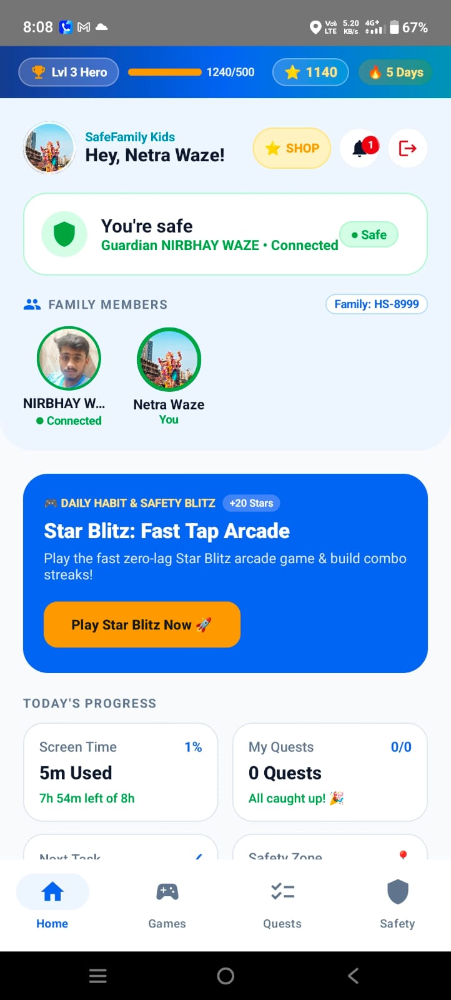 8:08
Vo))
LTE
5.20
KB/s
4G+
67%
Lvl 3 Hero
1240/500
1140
5 Days
SafeFamily Kids
Hey, Netra Waze!
SHOP
1
You're safe
Guardian NIRBHAY WAZE • Connected
Safe
FAMILY MEMBERS
Family: HS-8999
NIRBHAY W...
Netra Waze
Connected
You
DAILY HABIT & SAFETY BLITZ
+20 Stars
Star Blitz: Fast Tap Arcade
Play the fast zero-lag Star Blitz arcade game & build combo
streaks!
Play Star Blitz Now 🚀
TODAY'S PROGRESS
Screen Time
1%
5m Used
7h 54m left of 8h
My Quests
0/0
0 Quests
All caught up! 🎉
Next Task
Safety Zone
Home
Games
Quests
Safety